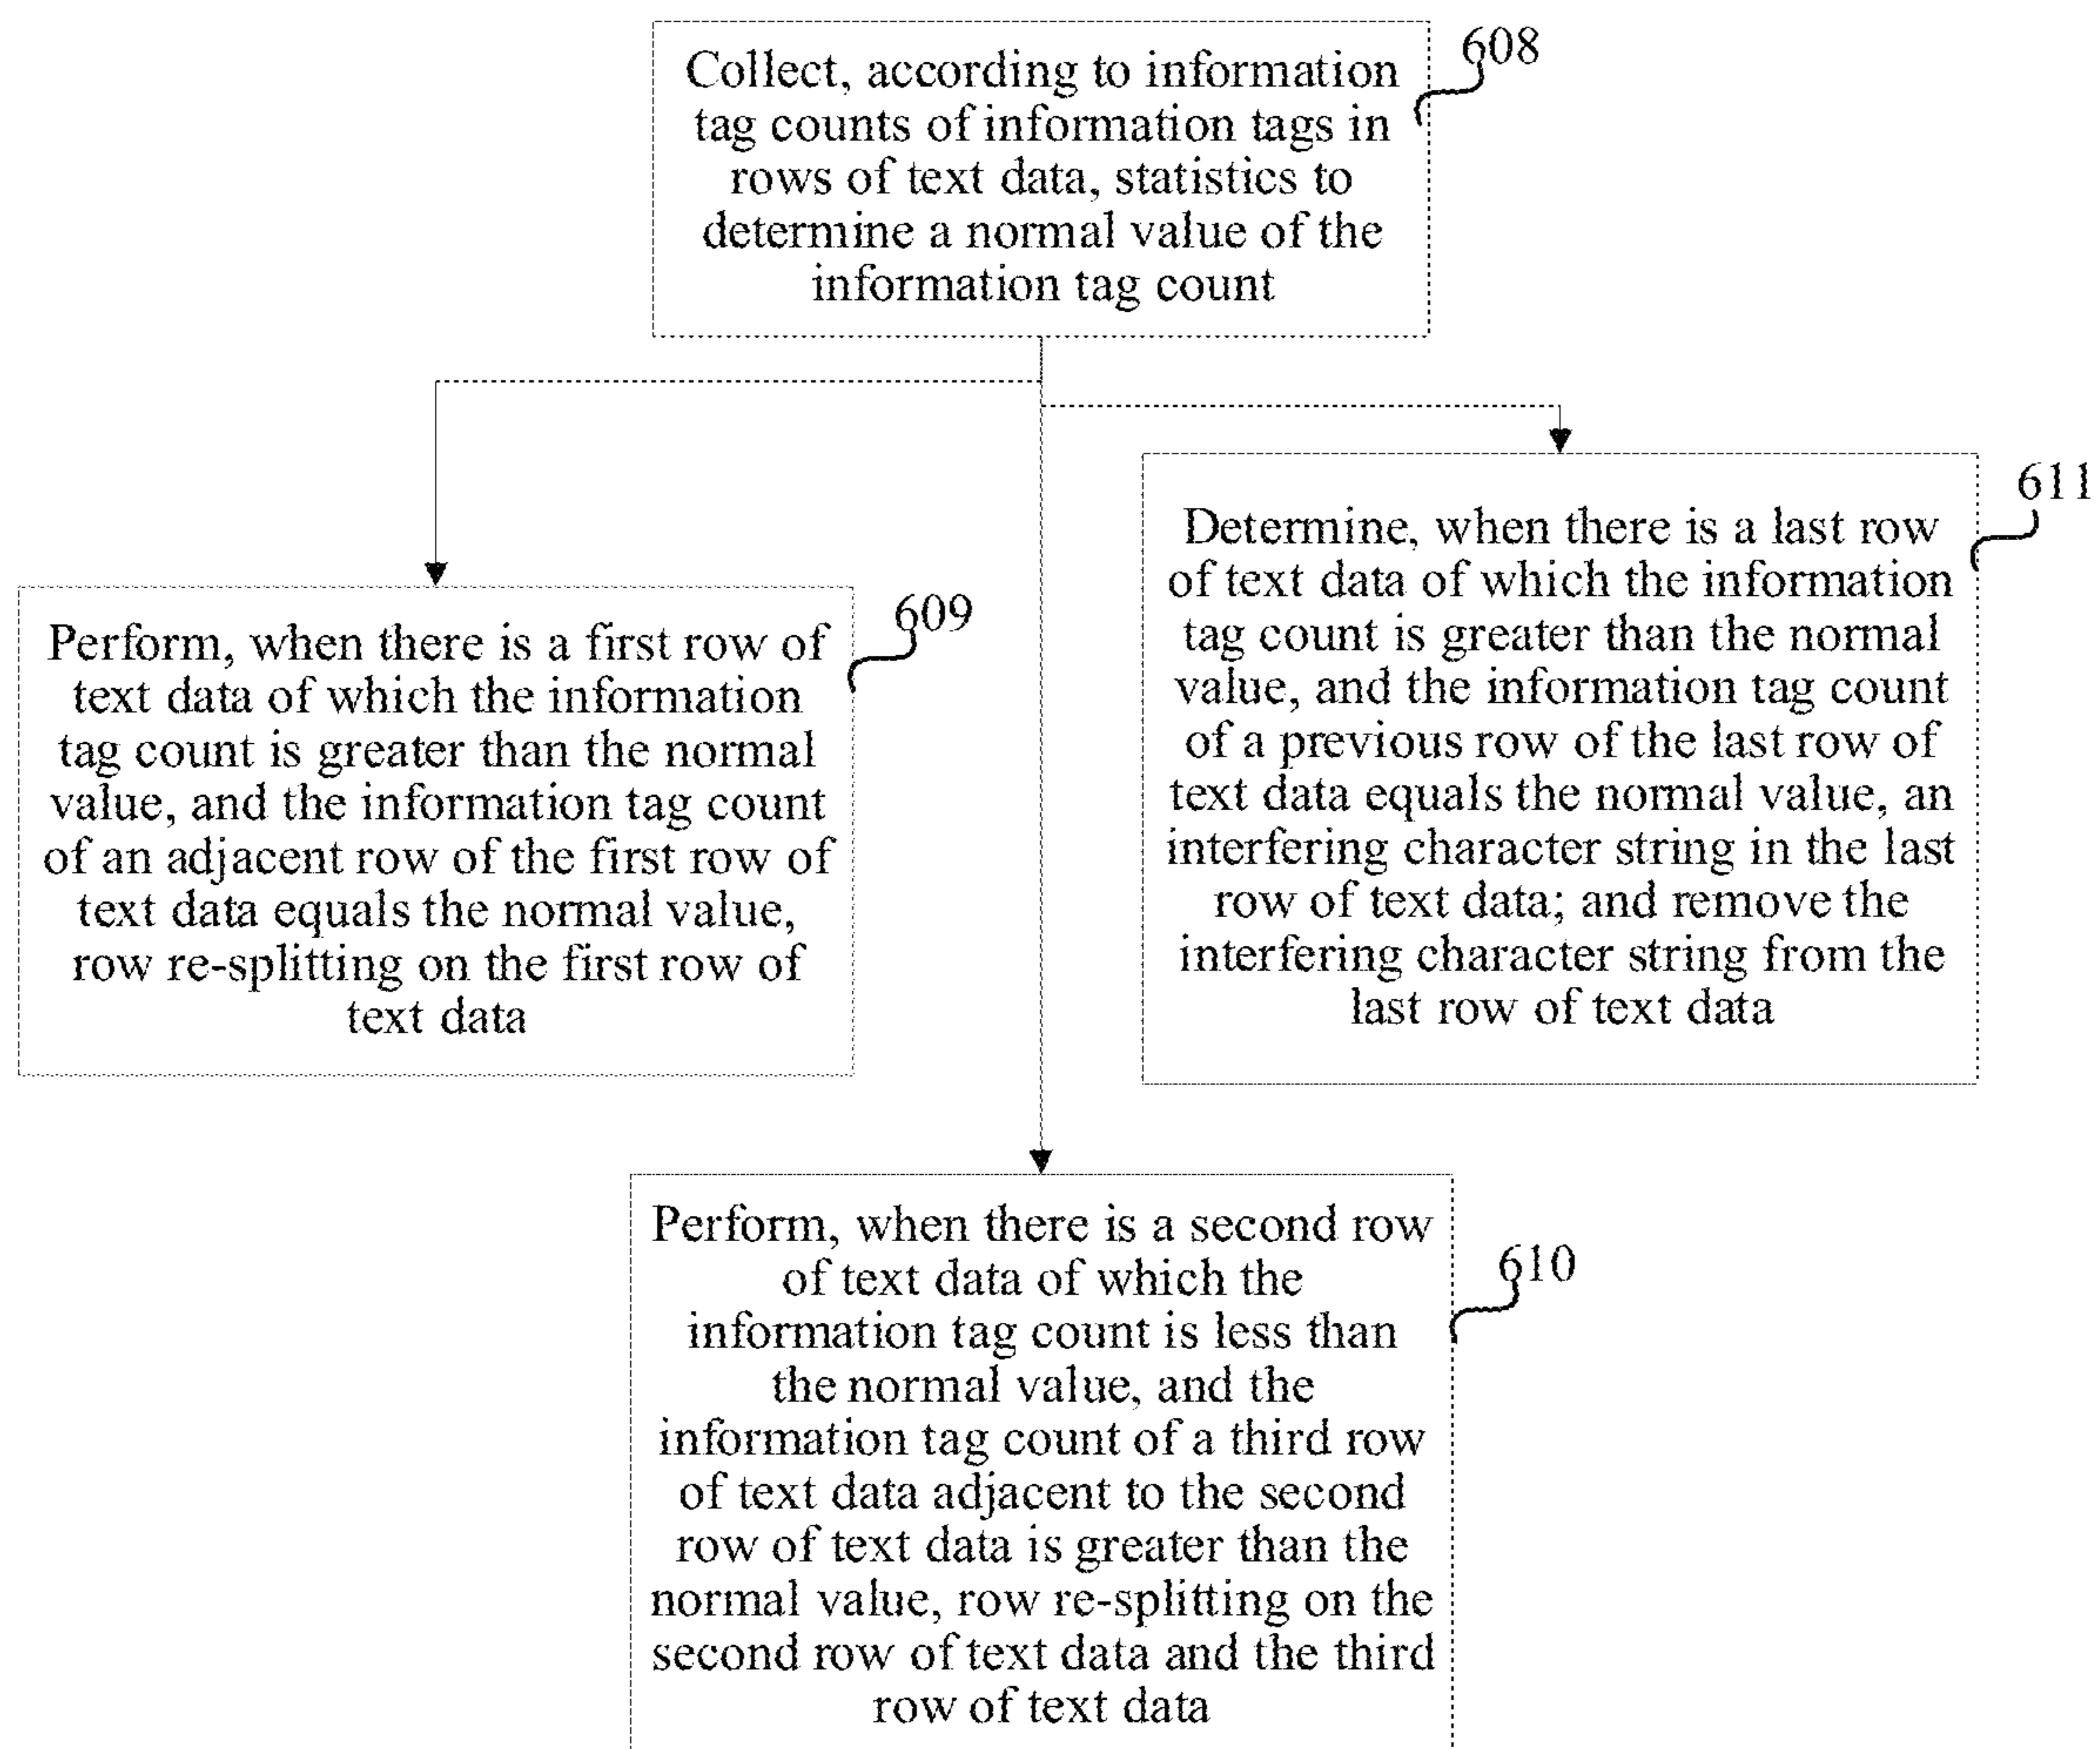 608
Collect, according to information
tag counts of information tags in
rows of text data, statistics to
determine a normal value of the
information tag count
609
Perform, when there is a first row of
text data of which the information
tag count is greater than the normal
value, and the information tag count
of an adjacent row of the first row of
text data equals the normal value,
row re-splitting on the first row of
text data
611
Determine, when there is a last row
of text data of which the information
tag count is greater than the normal
value, and the information tag count
of a previous row of the last row of
text data equals the normal value, an
interfering character string in the last
row of text data; and remove the
interfering character string from the
last row of text data
610
Perform, when there is a second row
of text data of which the
information tag count is less than
the normal value, and the
information tag count of a third row
of text data adjacent to the second
row of text data is greater than the
normal value, row re-splitting on the
second row of text data and the third
row of text data